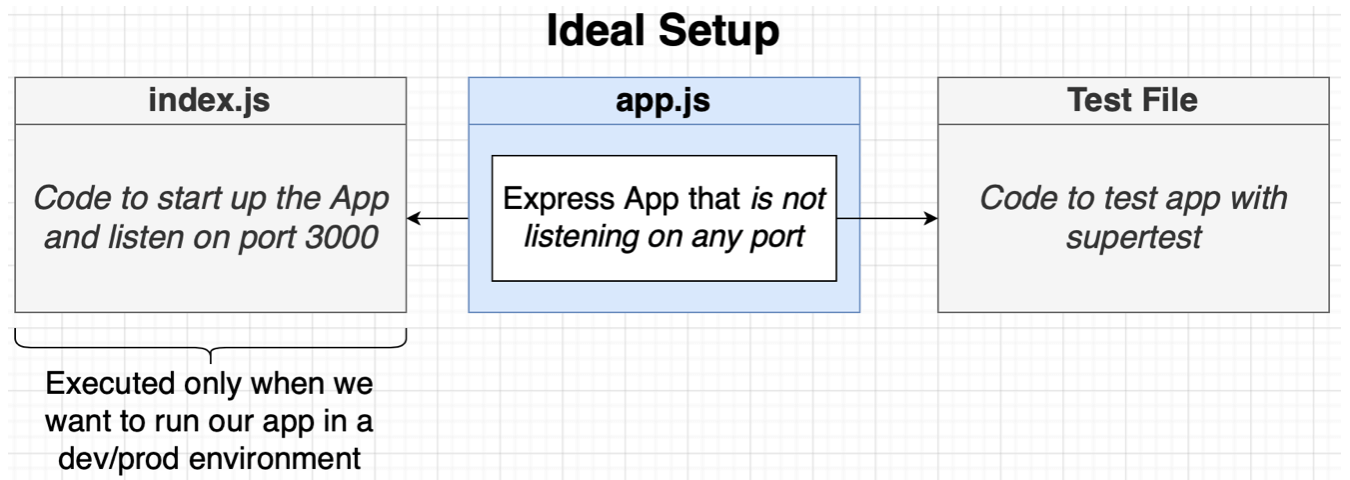 Ideal Setup
index.js
Code to start up the App
and listen on port 3000
app.js
Express App that is not
listening on any port
Test File
Code to test app with
supertest
Executed only when we
want to run our app in a
dev/prod environment